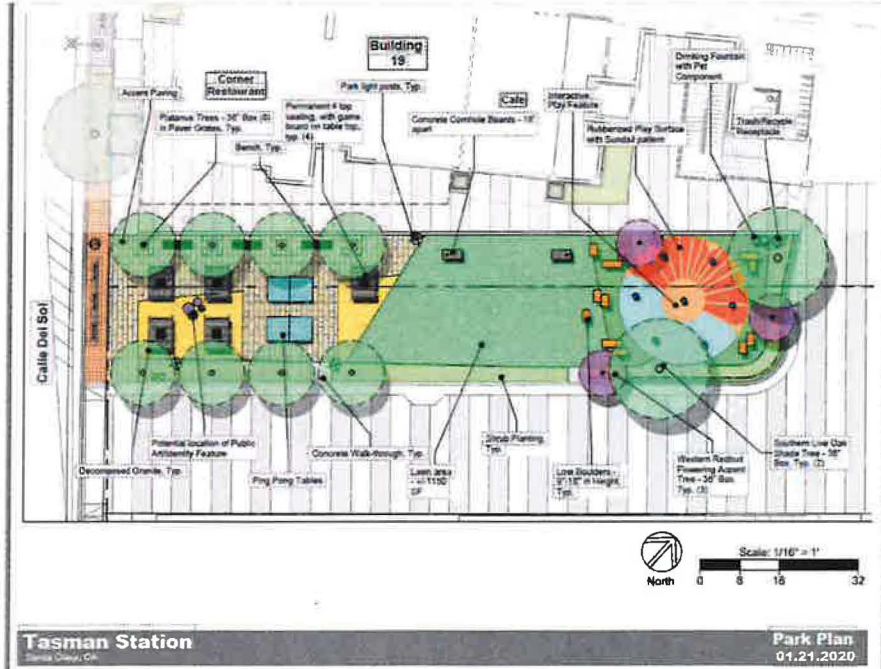 Building
19
Corner
Restaurant
Cafe
Accent Paving
Platanus Trees - 36" Box (8)
in Paver Grates, Typ.
Bench, Typ.
Permanent 4 top
seating, with game
board on table top,
typ. (4)
Park light posts, Typ.
Concrete Cornhole Boards - 18'
apart
Interactive
Play Feature
Rubberized Play Surface
with Sundial pattern
Drinking Fountain
with Pet
Component
Trash/Recycle
Receptacle
Calle Del Sol
Decomposed Granite, Typ.
Potential location of Public
Art/Identity Feature
Ping Pong Tables
Concrete Walk-through, Typ.
Lawn area
- +/-1150
SF
Shrub Planting,
Typ.
Low Boulders -
9"-18" in Height,
Typ.
Western Redbud
Flowering Accent
Tree - 36" Box,
Typ. (3)
Southern Live Oak
Shade Tree - 36"
Box, Typ. (2)
North
Scale: 1/16" = 1'
0 8 16 32
Tasman Station
Santa Clara, CA
Park Plan
01.21.2020